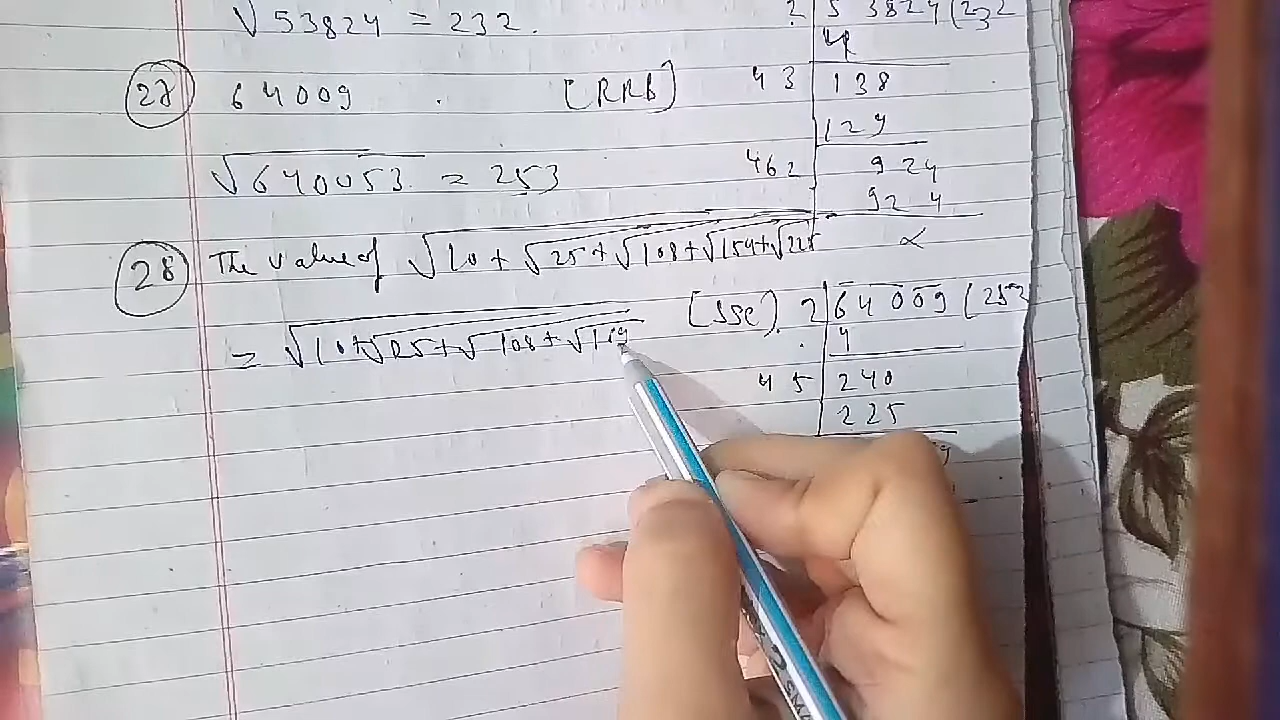 √53824 = 232.
2 | 53824 (232
4
27 64009 . [RRB]
43 | 138
129
√640053 = 253
462 | 924
924
28 The value of √10+√25+√108+√154+√225
[SSC].
= √10+√25+√108+√169
2 | 64009 (253
4
45 | 240
225